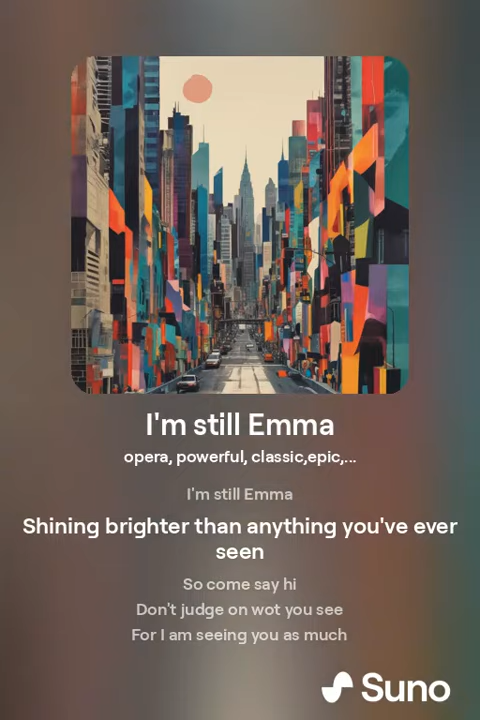 I'm still Emma
opera, powerful, classic,epic,...
I'm still Emma
Shining brighter than anything you've ever
seen
So come say hi
Don't judge on wot you see
For I am seeing you as much
Suno